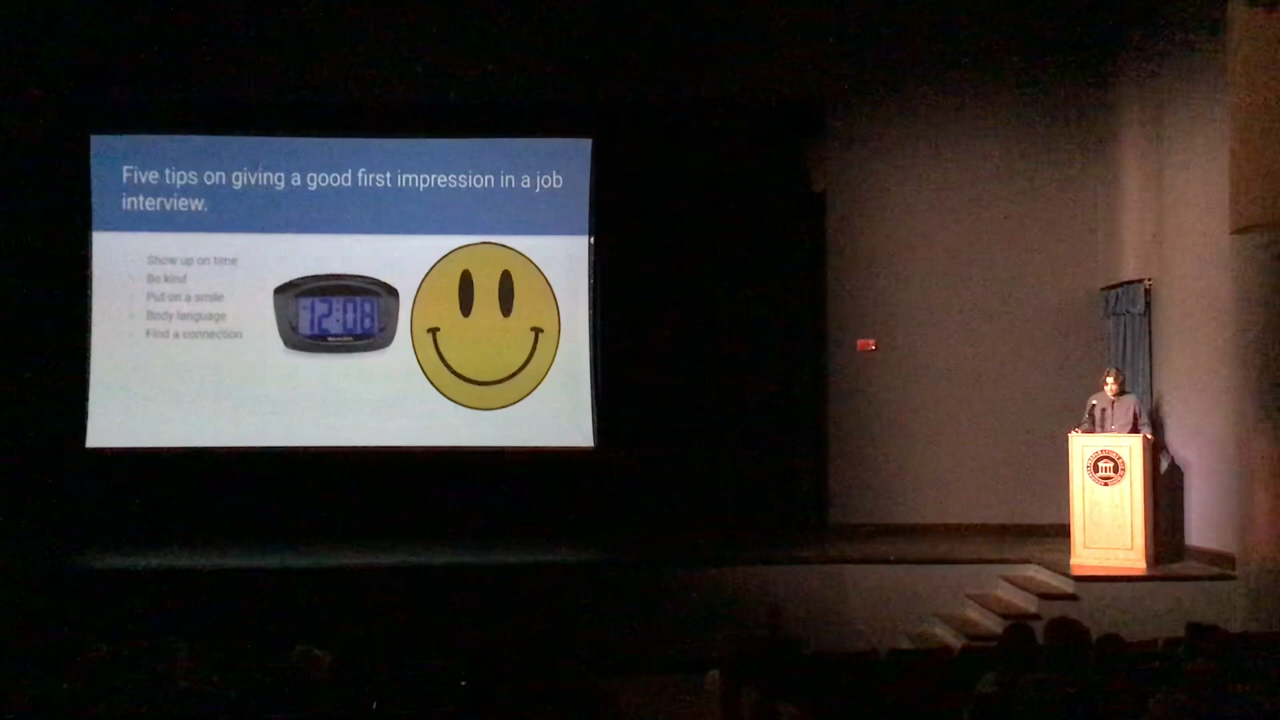 Five tips on giving a good first impression in a job
interview.
Show up on time
Be kind
Put on a smile
Body language
Find a connection
12:08